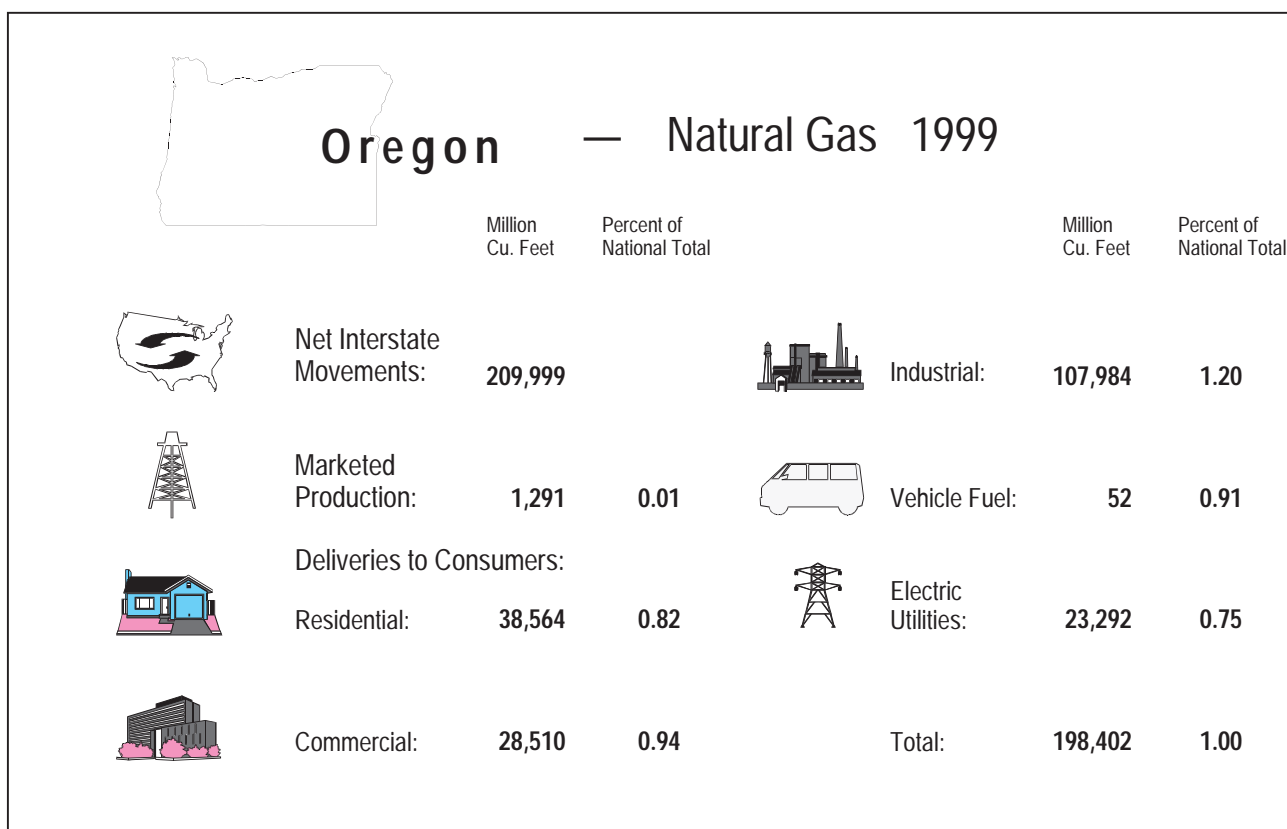 Oregon — Natural Gas 1999
Million Cu. Feet
Percent of National Total
Million Cu. Feet
Percent of National Total
Net Interstate
Movements: 209,999
Marketed
Production: 1,291 0.01
Deliveries to Consumers:
Residential: 38,564 0.82
Commercial: 28,510 0.94
Industrial: 107,984 1.20
Vehicle Fuel: 52 0.91
Electric
Utilities: 23,292 0.75
Total: 198,402 1.00